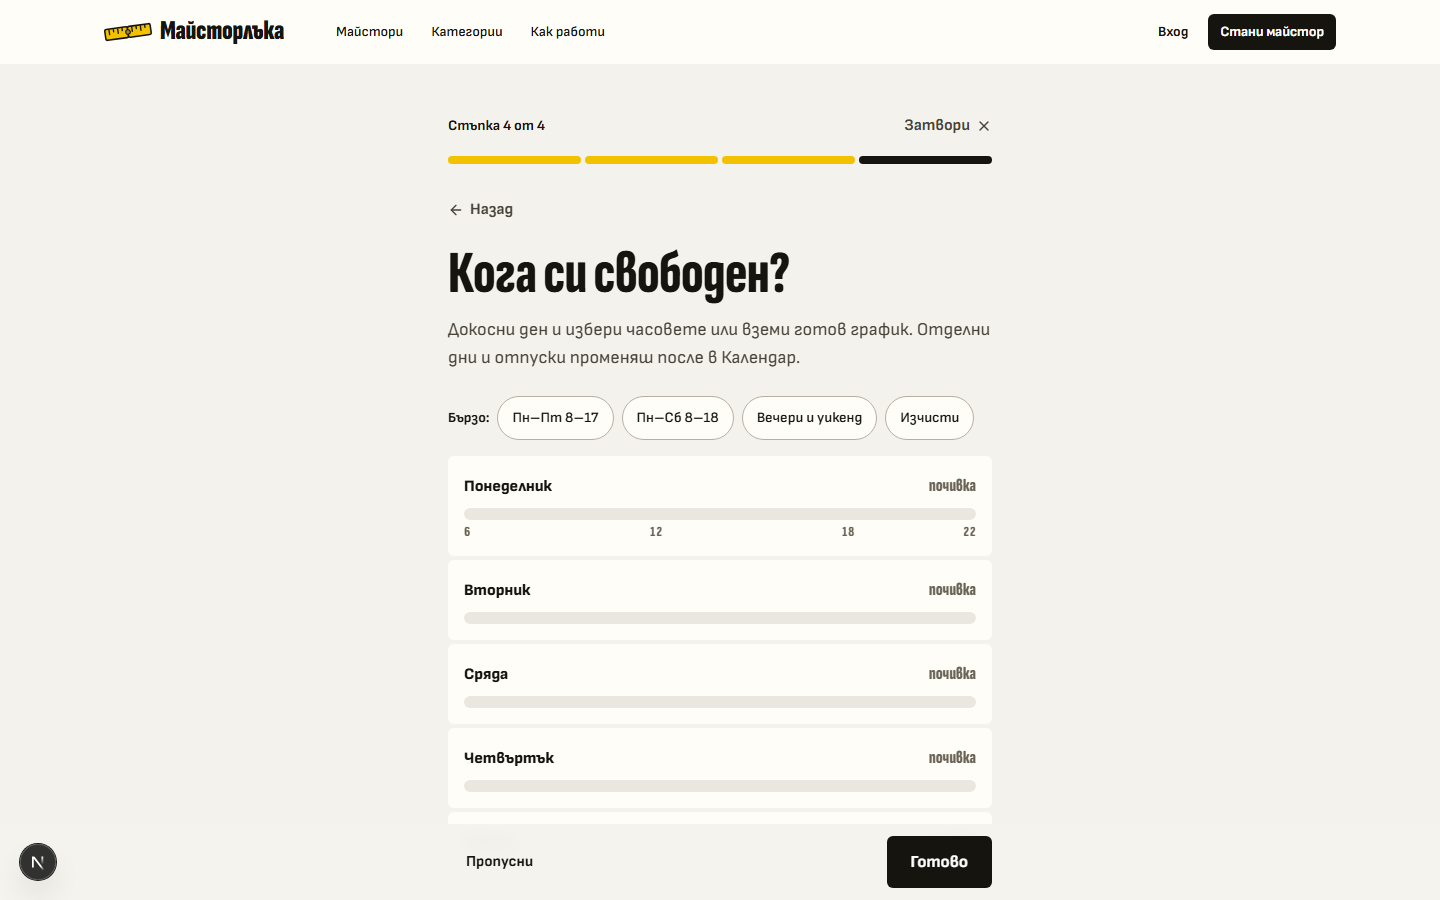 Майсторлъка
Майстори
Категории
Как работи
Вход
Стани майстор
Стъпка 4 от 4
Затвори
Назад
Кога си свободен?
Докосни ден и избери часовете или вземи готов график. Отделни
дни и отпуски променяш после в Календар.
Бързо:
Пн–Пт 8–17
Пн–Сб 8–18
Вечери и уикенд
Изчисти
Понеделник
почивка
6 12 18 22
Вторник
почивка
Сряда
почивка
Четвъртък
почивка
Пропусни
Готово